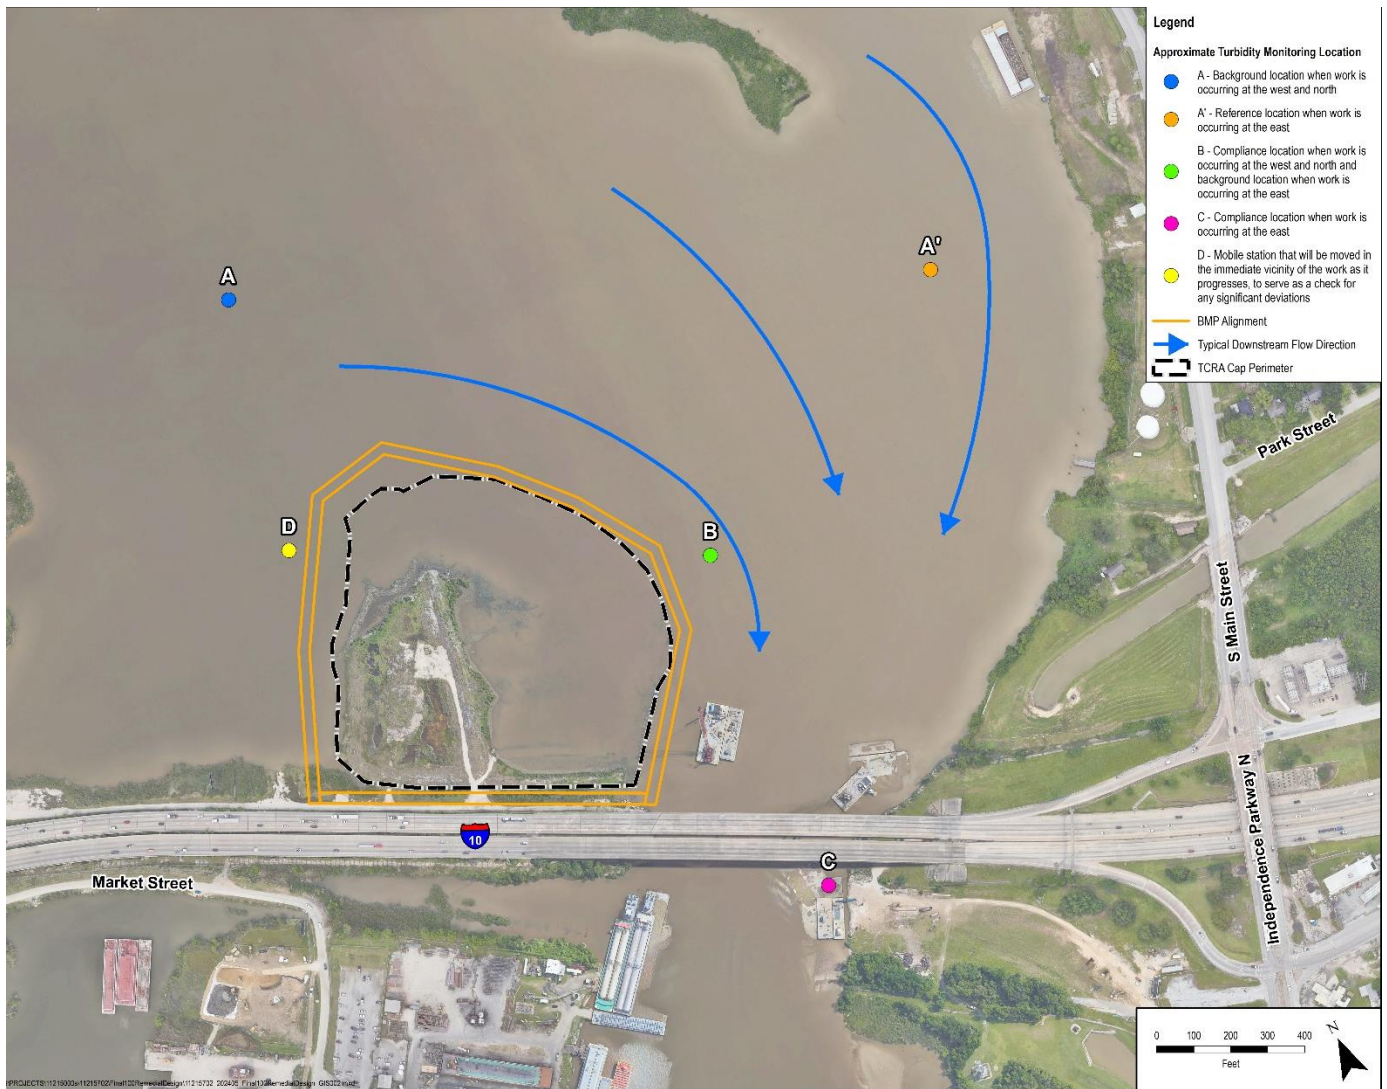 Legend
Approximate Turbidity Monitoring Location
A - Background location when work is
occurring at the west and north
A' - Reference location when work is
occurring at the east
B - Compliance location when work is
occurring at the west and north and
background location when work is
occurring at the east
C - Compliance location when work is
occurring at the east
D - Mobile station that will be moved in
the immediate vicinity of the work as it
progresses, to serve as a check for
any significant deviations
BMP Alignment
Typical Downstream Flow Direction
TCRA Cap Perimeter
A
A'
D
B
Park Street
S Main Street
10
C
Market Street
Independence Parkway N
0 100 200 300 400
Feet
N